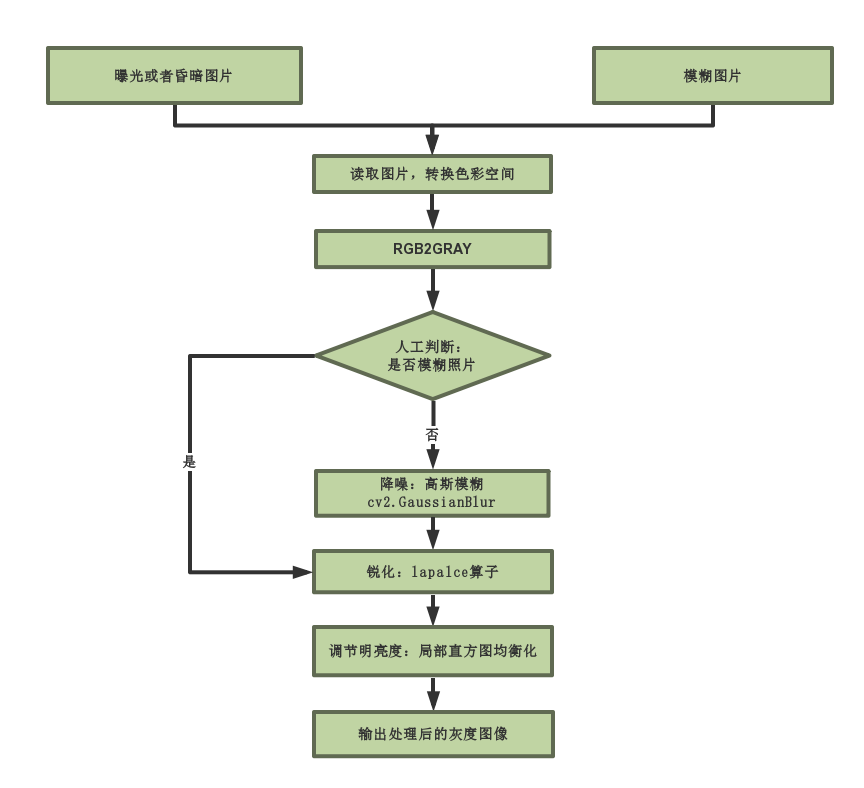 曝光或者昏暗图片
模糊图片
读取图片，转换色彩空间
RGB2GRAY
人工判断：
是否模糊照片
否
是
降噪：高斯模糊
cv2.GaussianBlur
锐化：lapalce算子
调节明亮度：局部直方图均衡化
输出处理后的灰度图像